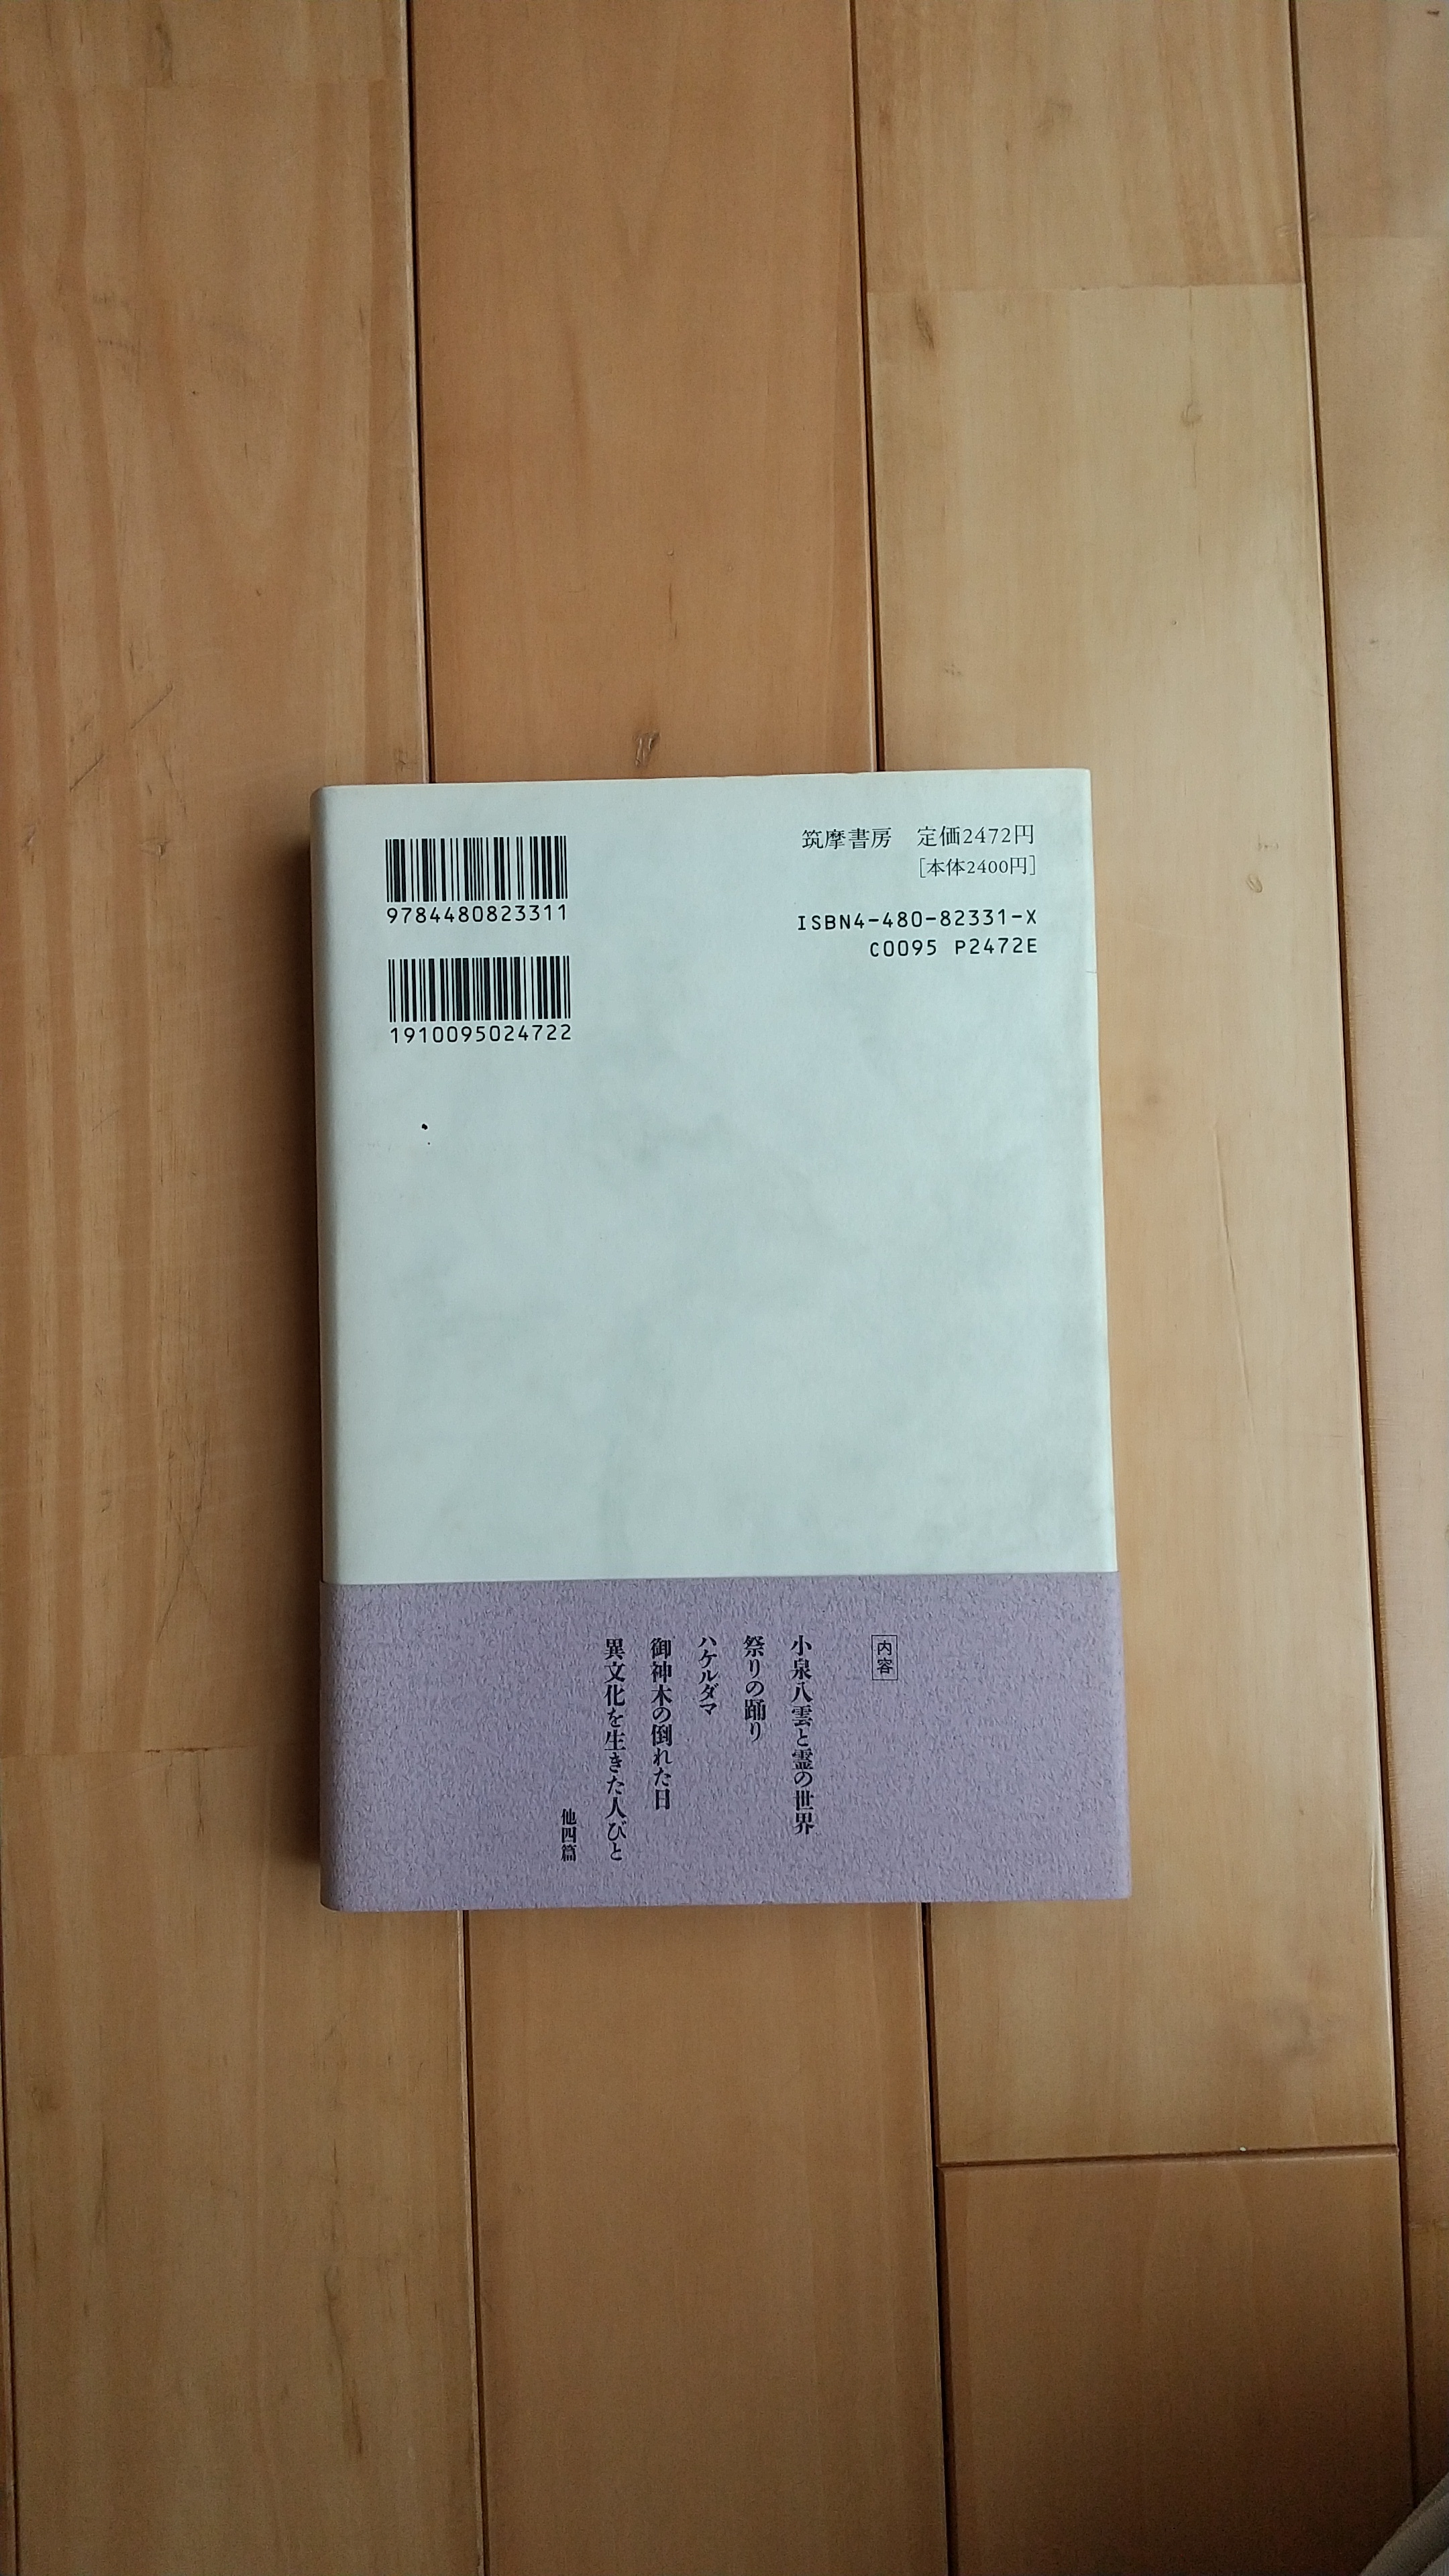 筑摩書房　定価2472円
[本体2400円]
ISBN4-480-82331-X
C0095 P2472E
9784480823311
1910095024722
内容
小泉八雲と霊の世界
祭りの踊り
ハケルダマ
御神木の倒れた日
異文化を生きた人びと
他四篇